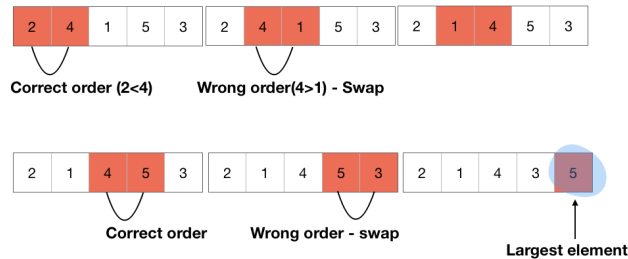 2 4 1 5 3 2 4 1 5 3 2 1 4 5 3
Correct order (2<4) Wrong order(4>1) - Swap
2 1 4 5 3 2 1 4 5 3 2 1 4 3 5
Correct order Wrong order - swap
Largest element